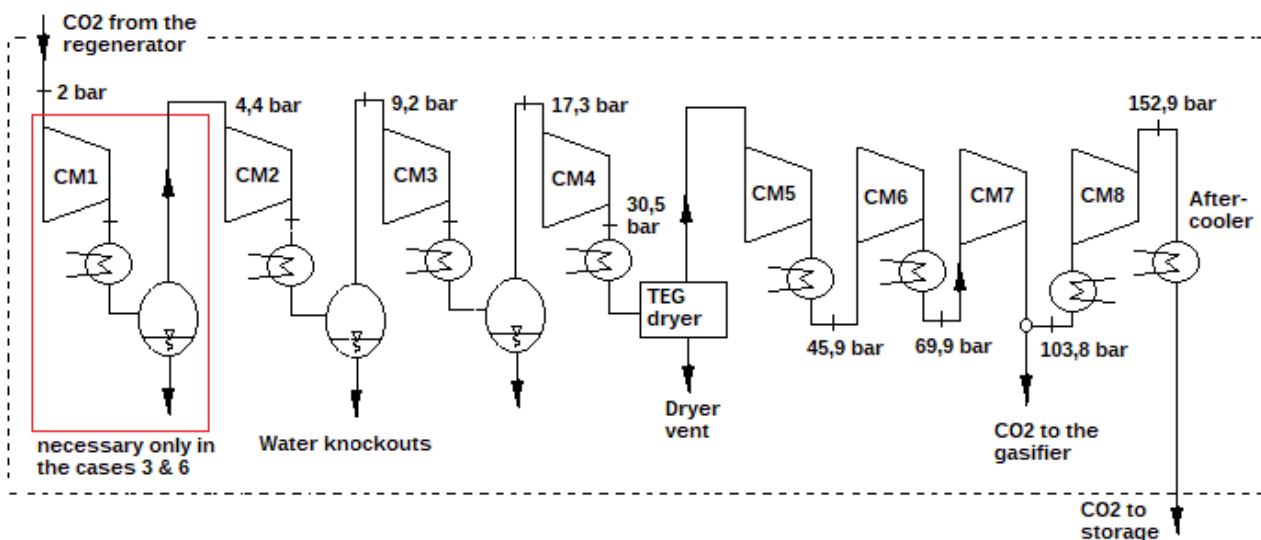 CO2 from the
regenerator
2 bar
4,4 bar
9,2 bar
17,3 bar
152,9 bar
CM1
CM2
CM3
CM4
CM5
CM6
CM7
CM8
After-
cooler
30,5
bar
TEG
dryer
45,9 bar
69,9 bar
103,8 bar
Dryer
vent
necessary only in
the cases 3 & 6
Water knockouts
CO2 to the
gasifier
CO2 to
storage